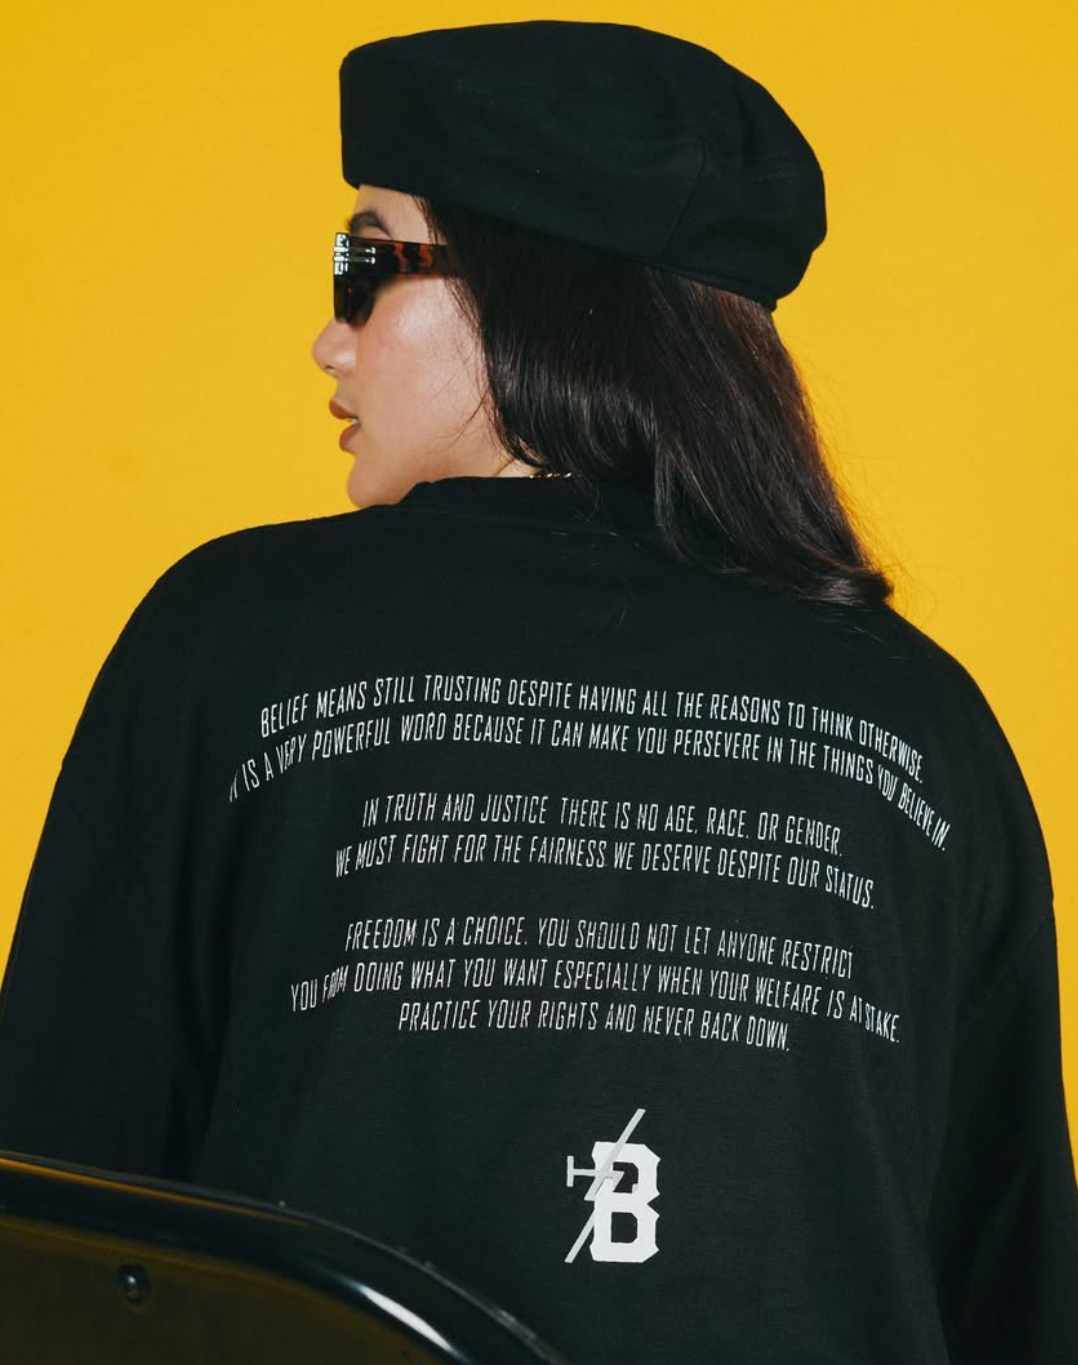 BELIEF MEANS STILL TRUSTING DESPITE HAVING ALL THE REASONS TO THINK OTHERWISE.
IT IS A VERY POWERFUL WORD BECAUSE IT CAN MAKE YOU PERSEVERE IN THE THINGS YOU BELIEVE IN.
IN TRUTH AND JUSTICE THERE IS NO AGE, RACE, OR GENDER.
WE MUST FIGHT FOR THE FAIRNESS WE DESERVE DESPITE OUR STATUS.
FREEDOM IS A CHOICE. YOU SHOULD NOT LET ANYONE RESTRICT
YOU FROM DOING WHAT YOU WANT ESPECIALLY WHEN YOUR WELFARE IS AT STAKE.
PRACTICE YOUR RIGHTS AND NEVER BACK DOWN.
B